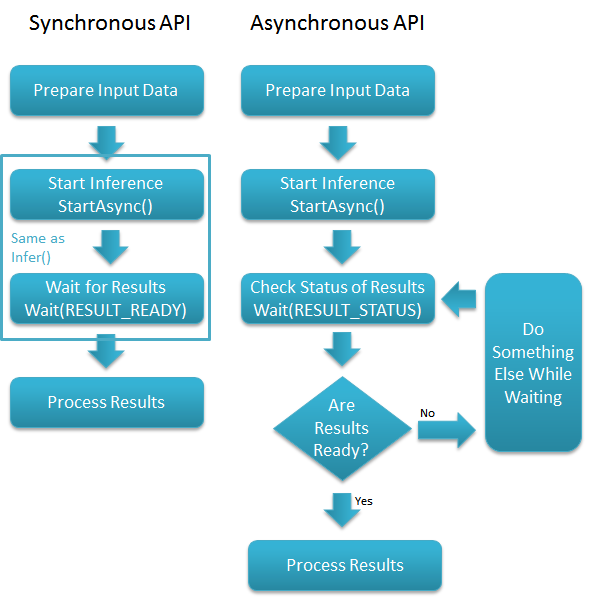 Synchronous API
Prepare Input Data
Start Inference
StartAsync()
Same as
Infer()
Wait for Results
Wait(RESULT_READY)
Process Results
Asynchronous API
Prepare Input Data
Start Inference
StartAsync()
Check Status of Results
Wait(RESULT_STATUS)
Are
Results
Ready?
No
Do
Something
Else While
Waiting
Yes
Process Results